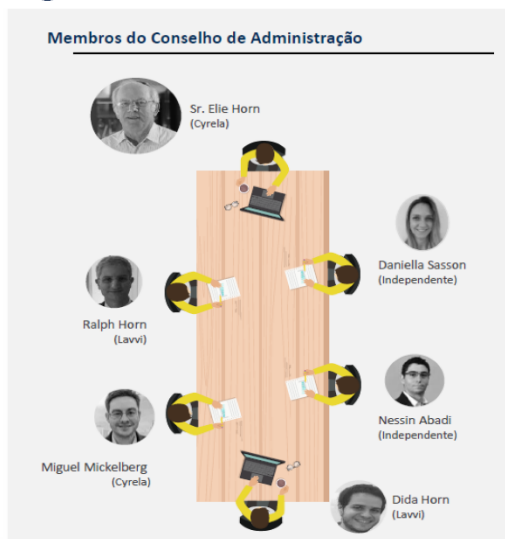 Membros do Conselho de Administração
Sr. Elie Horn
(Cyrela)
Daniella Sasson
(Independente)
Ralph Horn
(Lavvi)
Nessin Abadi
(Independente)
Miguel Mickelberg
(Cyrela)
Dida Horn
(Lavvi)